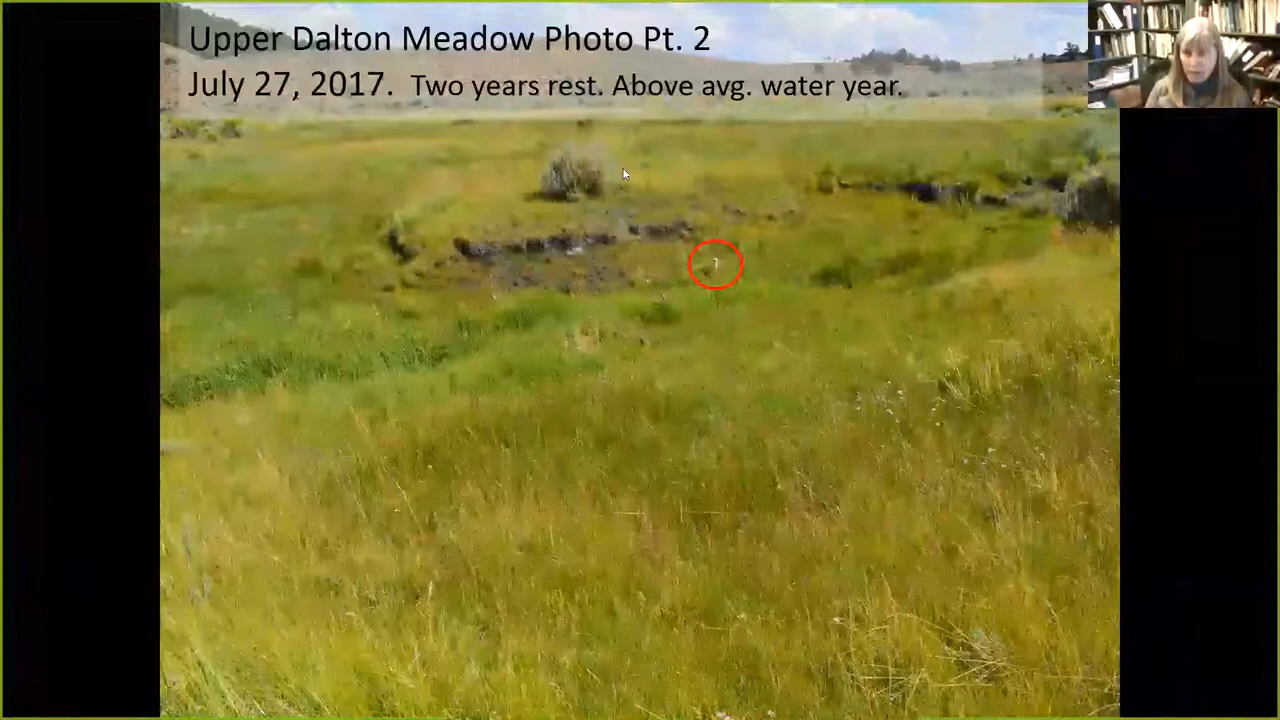 Upper Dalton Meadow Photo Pt. 2
July 27, 2017. Two years rest. Above avg. water year.